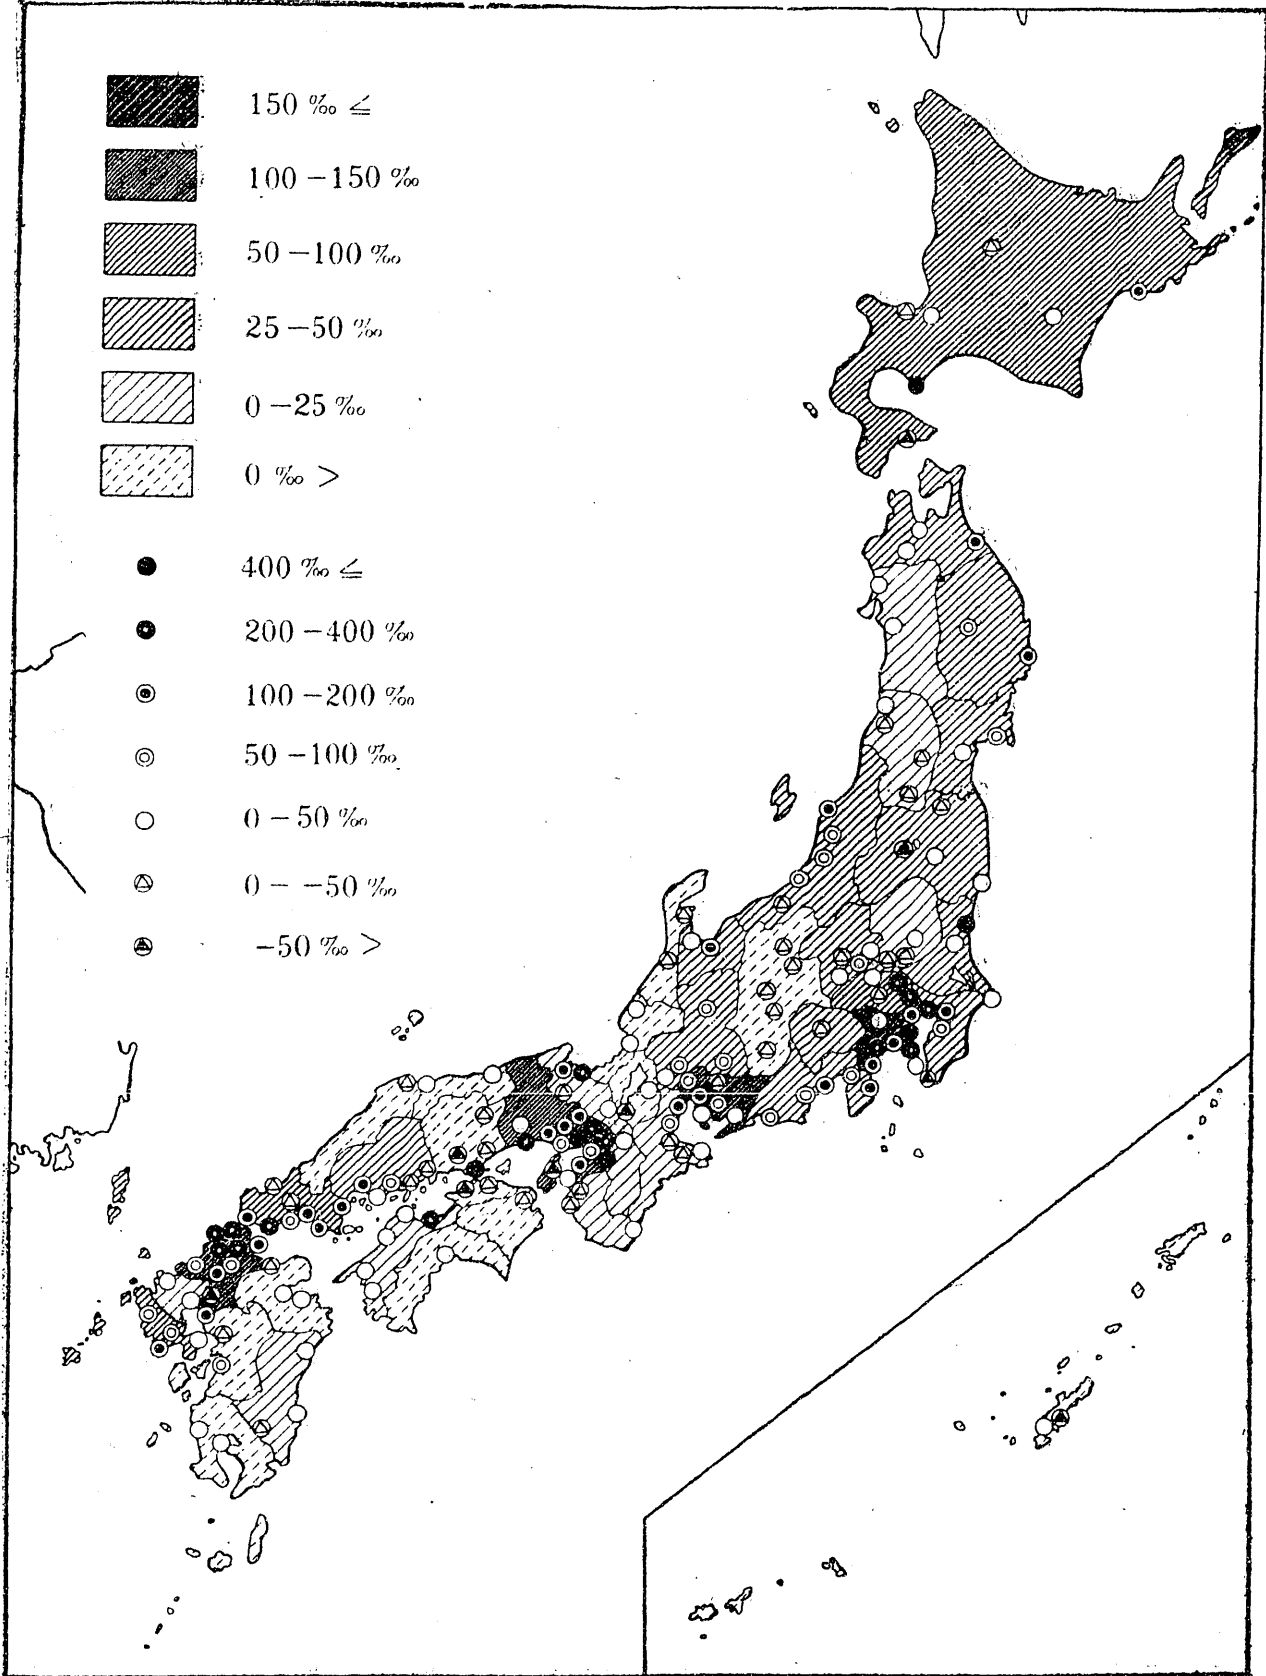 150 ‰ ≦
100 − 150 ‰
50 − 100 ‰
25 − 50 ‰
0 − 25 ‰
0 ‰ >
400 ‰ ≦
200 − 400 ‰
100 − 200 ‰
50 − 100 ‰
0 − 50 ‰
0 − −50 ‰
−50 ‰ >